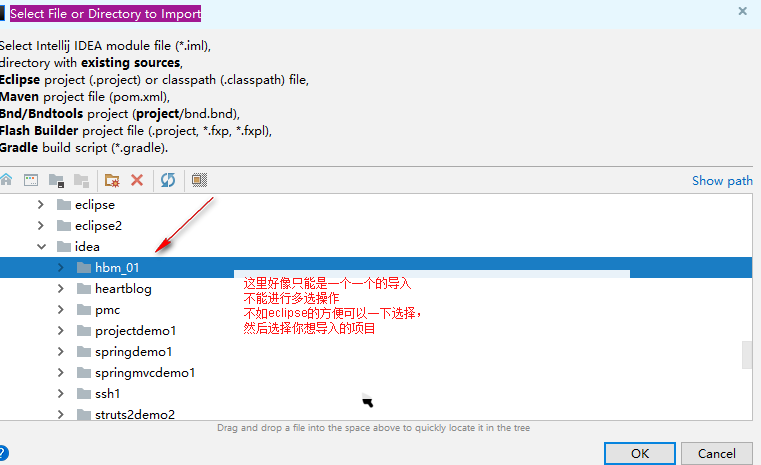 Select File or Directory to Import
Select Intellij IDEA module file (*.iml),
directory with existing sources,
Eclipse project (.project) or classpath (.classpath) file,
Maven project file (pom.xml),
Bnd/Bndtools project (project/bnd.bnd),
Flash Builder project file (.project, *.fxp, *.fxpl),
Gradle build script (*.gradle).
Show path
eclipse
eclipse2
idea
hbm_01
这里好像只能是一个一个的导入
heartblog
不能进行多选操作
pmc
不如eclipse的方便可以一下选择，
projectdemo1
然后选择你想导入的项目
springdemo1
springmvcdemo1
ssh1
struts2demo2
Drag and drop a file into the space above to quickly locate it in the tree
?
OK
Cancel